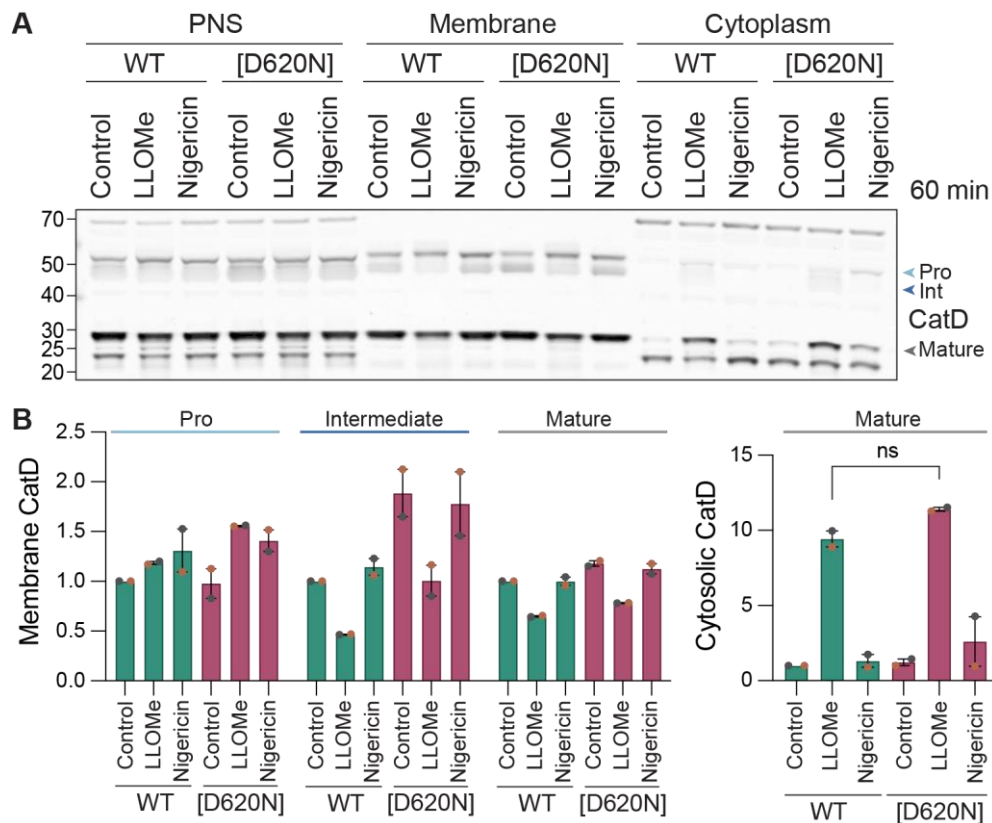 A
PNS Membrane Cytoplasm
WT [D620N] WT [D620N] WT [D620N]
Control LLOMe Nigericin Control LLOMe Nigericin Control LLOMe Nigericin Control LLOMe Nigericin Control LLOMe Nigericin Control LLOMe Nigericin
60 min
70
50
40
30
25
20
Pro
Int
CatD
Mature
B
Pro Intermediate Mature
Membrane CatD
2.5
2.0
1.5
1.0
0.5
0.0
Control LLOMe Nigericin Control LLOMe Nigericin Control LLOMe Nigericin Control LLOMe Nigericin Control LLOMe Nigericin Control LLOMe Nigericin
WT [D620N] WT [D620N] WT [D620N]
Mature
ns
Cytosolic CatD
15
10
5
0
Control LLOMe Nigericin Control LLOMe Nigericin
WT [D620N]